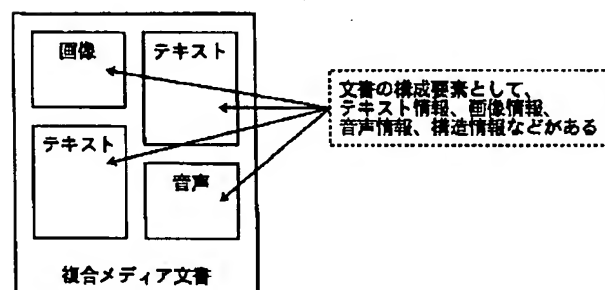 画像
テキスト
テキスト
音声
複合メディア文書
文書の構成要素として、
テキスト情報、画像情報、
音声情報、構造情報などがある